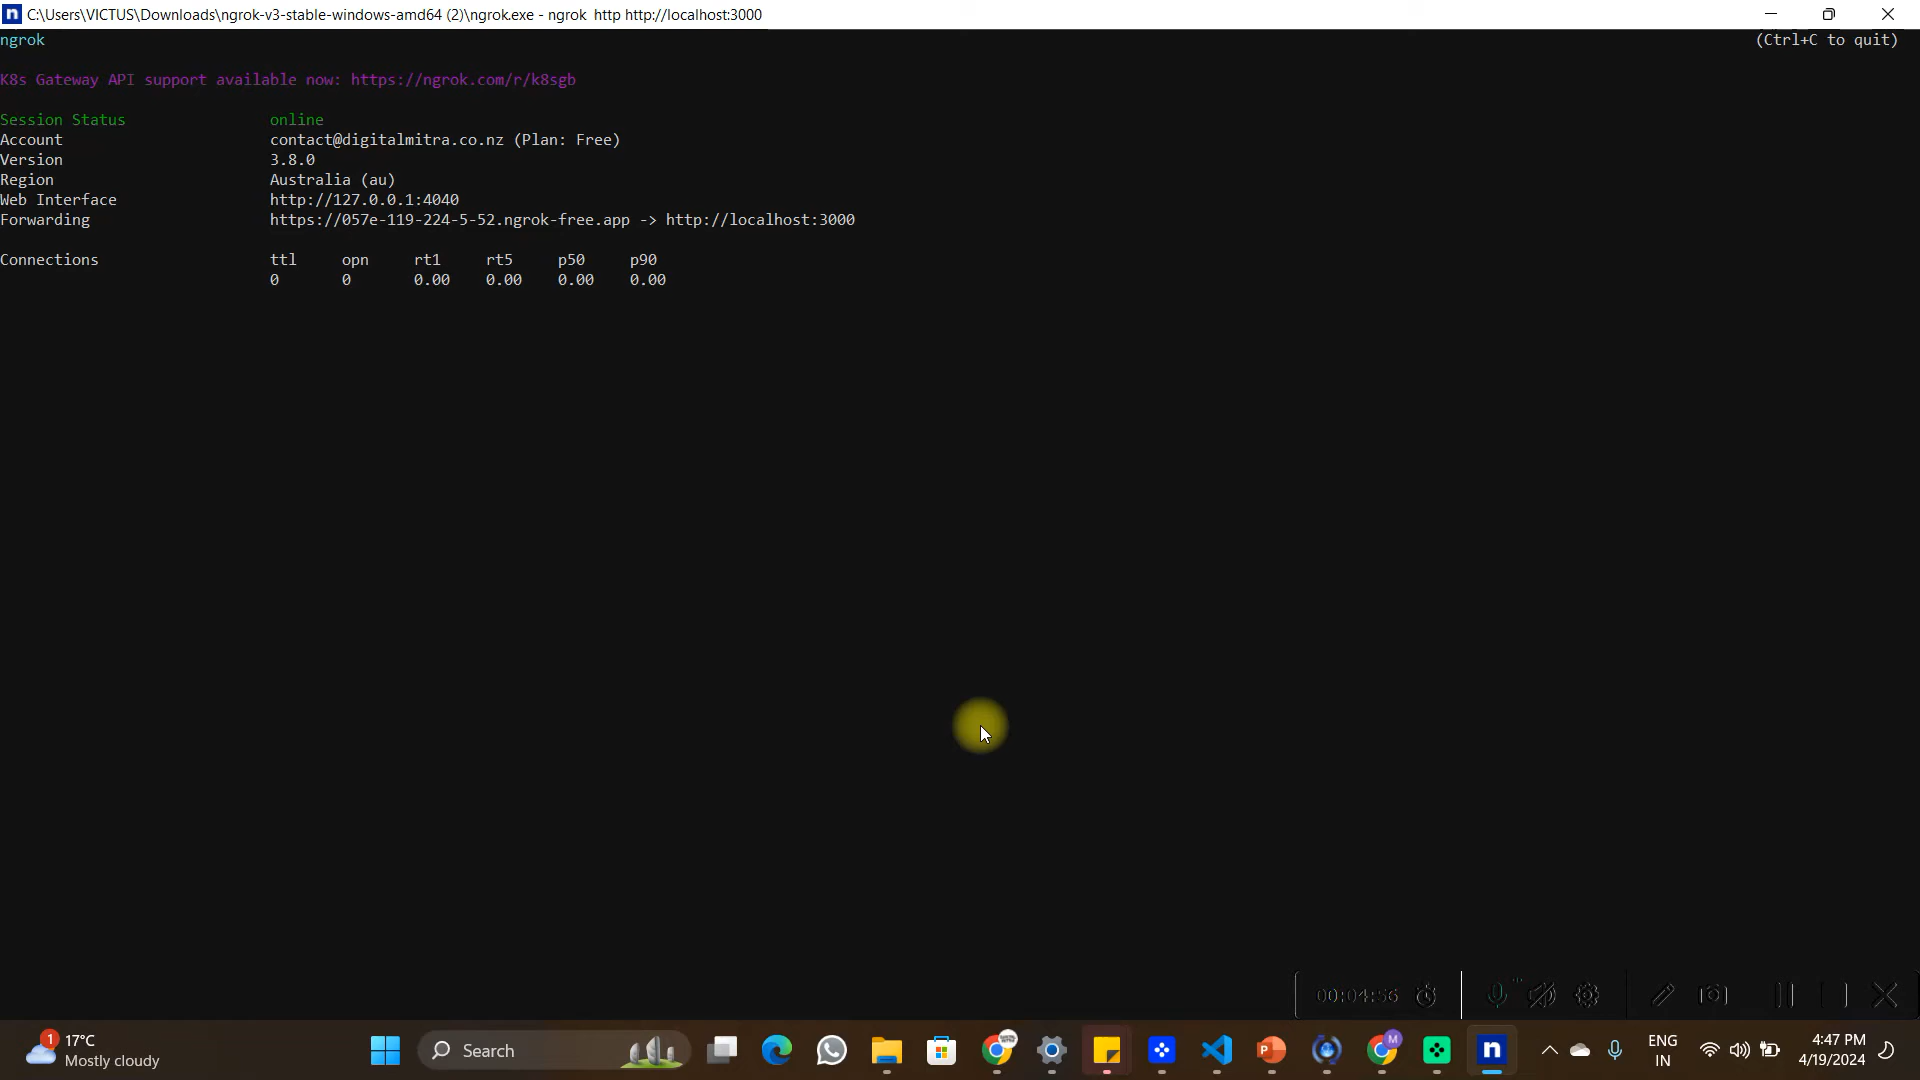 C:\Users\VICTUS\Downloads\ngrok-v3-stable-windows-amd64 (2)\ngrok.exe - ngrok  http http://localhost:3000
ngrok (Ctrl+C to quit)
K8s Gateway API support available now: https://ngrok.com/r/k8sgb
Session Status online
Account contact@digitalmitra.co.nz (Plan: Free)
Version 3.8.0
Region Australia (au)
Web Interface http://127.0.0.1:4040
Forwarding https://057e-119-224-5-52.ngrok-free.app -> http://localhost:3000
Connections ttl opn rt1 rt5 p50 p90
0 0 0.00 0.00 0.00 0.00
00:04:56
1 17°C
Mostly cloudy
Search
M
ENG
IN
4:47 PM
4/19/2024